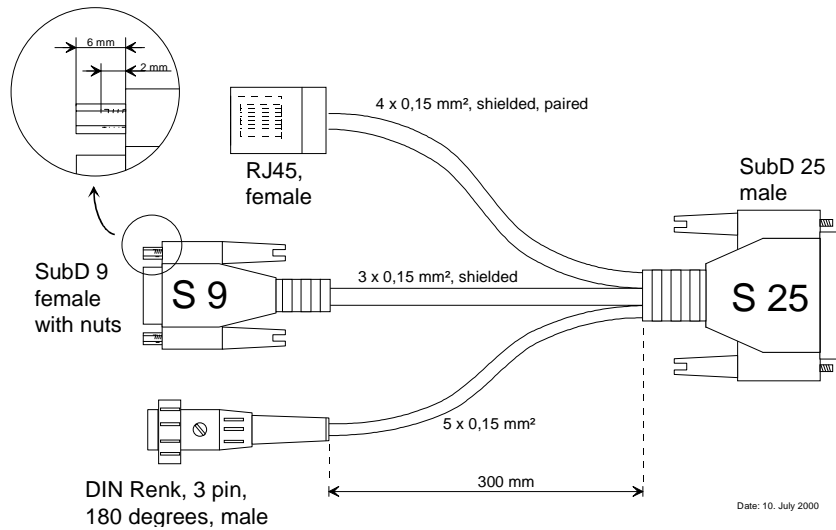 6 mm
2 mm
4 x 0,15 mm², shielded, paired
RJ45,
female
SubD 25
male
SubD 9
female
with nuts
S 9
3 x 0,15 mm², shielded
S 25
5 x 0,15 mm²
DIN Renk, 3 pin,
180 degrees, male
300 mm
Date: 10. July 2000